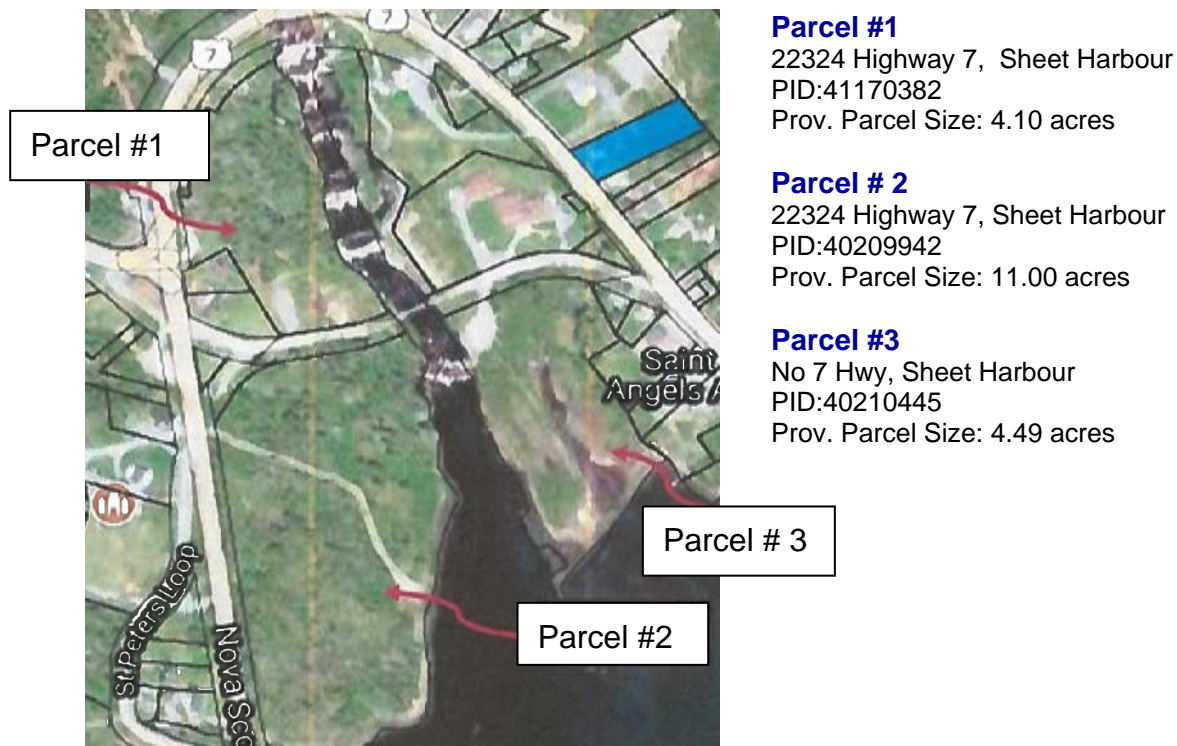 7
7
Parcel #1
Saint
Angels A
Parcel # 3
Parcel #2
St Peters Loop
Nova Sco
Parcel #1
22324 Highway 7, Sheet Harbour
PID:41170382
Prov. Parcel Size: 4.10 acres
Parcel # 2
22324 Highway 7, Sheet Harbour
PID:40209942
Prov. Parcel Size: 11.00 acres
Parcel #3
No 7 Hwy, Sheet Harbour
PID:40210445
Prov. Parcel Size: 4.49 acres